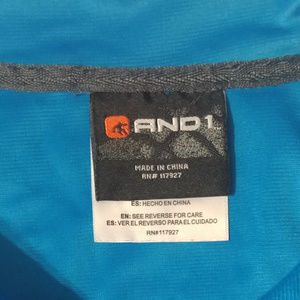 AND1
MADE IN CHINA
RN# 117927
ES: HECHO EN CHINA
EN: SEE REVERSE FOR CARE
ES: VER EL REVERSO PARA EL CUIDADO
RN#117927